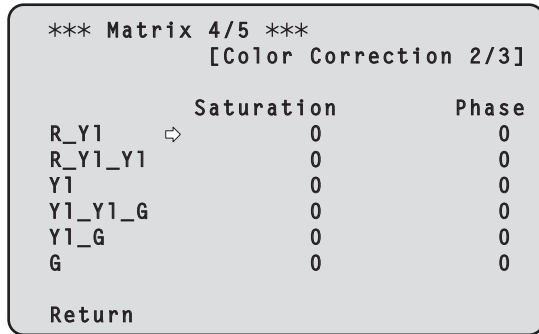 *** Matrix 4/5 ***
[Color Correction 2/3]
Saturation Phase
R_Yl ⇨ 0 0
R_Yl_Yl 0 0
Yl 0 0
Yl_Yl_G 0 0
Yl_G 0 0
G 0 0
Return